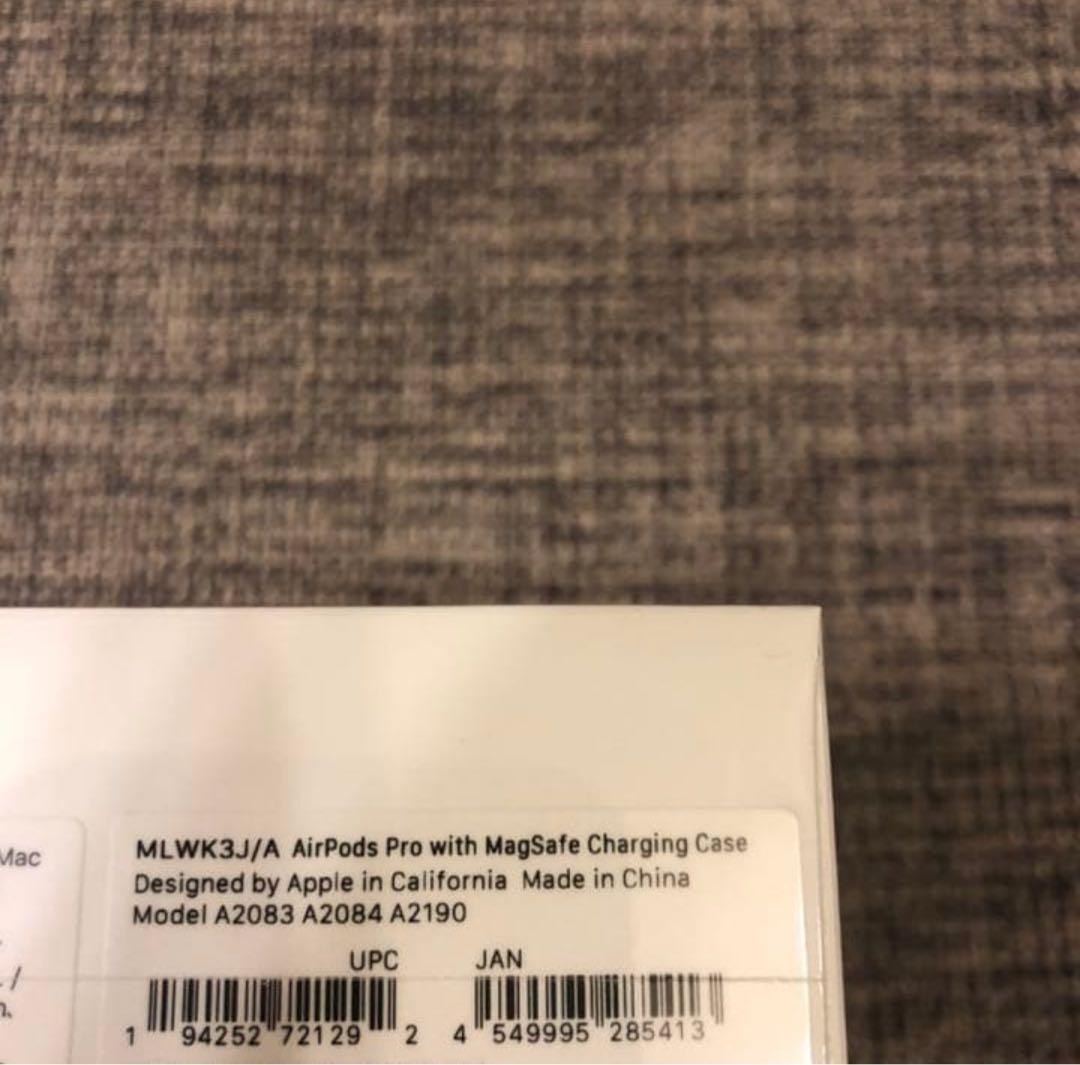 Mac
MLWK3J/A AirPods Pro with MagSafe Charging Case
Designed by Apple in California Made in China
Model A2083 A2084 A2190
UPC JAN
1 94252 72129 2 4 549995 285413